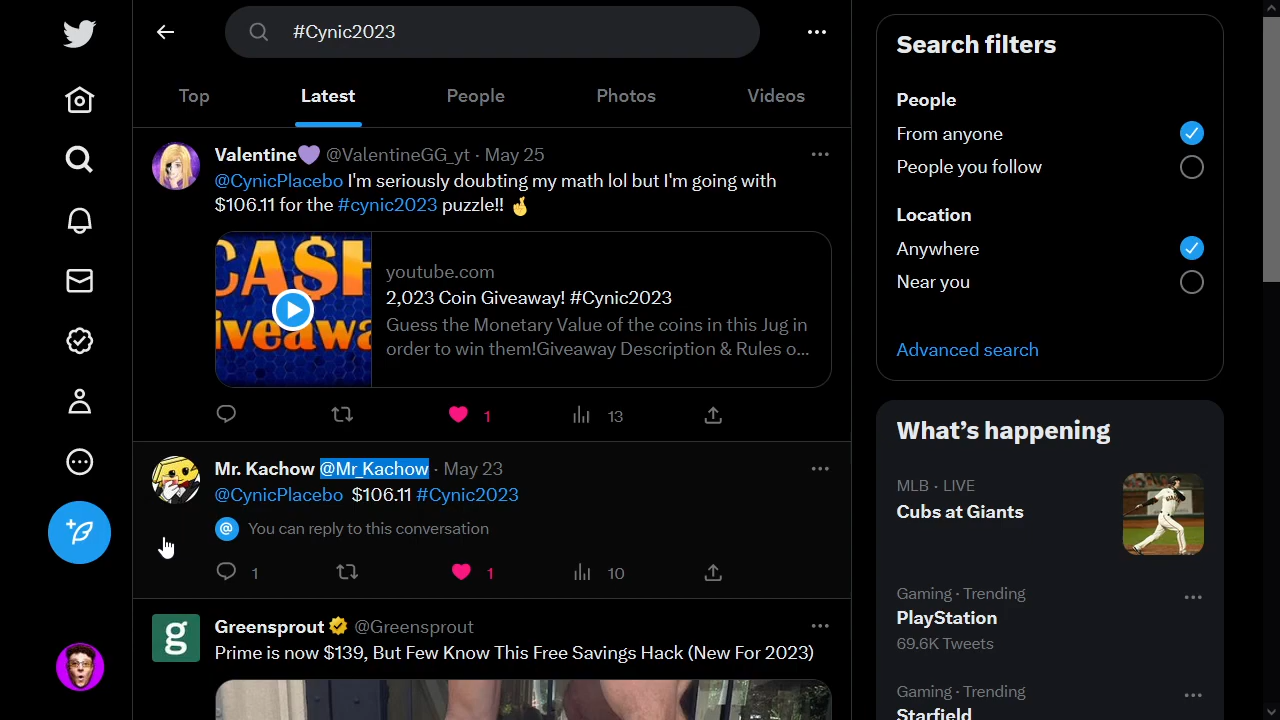 #Cynic2023
Top
Latest
People
Photos
Videos
Valentine💜 @ValentineGG_yt · May 25
@CynicPlacebo I'm seriously doubting my math lol but I'm going with
$106.11 for the #cynic2023 puzzle!! 🤞
CA$H
Giveawa
youtube.com
2,023 Coin Giveaway! #Cynic2023
Guess the Monetary Value of the coins in this Jug in
order to win them!Giveaway Description & Rules o...
1
13
Mr. Kachow @Mr_Kachow · May 23
@CynicPlacebo $106.11 #Cynic2023
@ You can reply to this conversation
1
1
10
g
Greensprout @Greensprout
Prime is now $139, But Few Know This Free Savings Hack (New For 2023)
Search filters
People
From anyone
People you follow
Location
Anywhere
Near you
Advanced search
What's happening
MLB · LIVE
Cubs at Giants
Gaming · Trending
PlayStation
69.6K Tweets
Gaming · Trending
Starfield